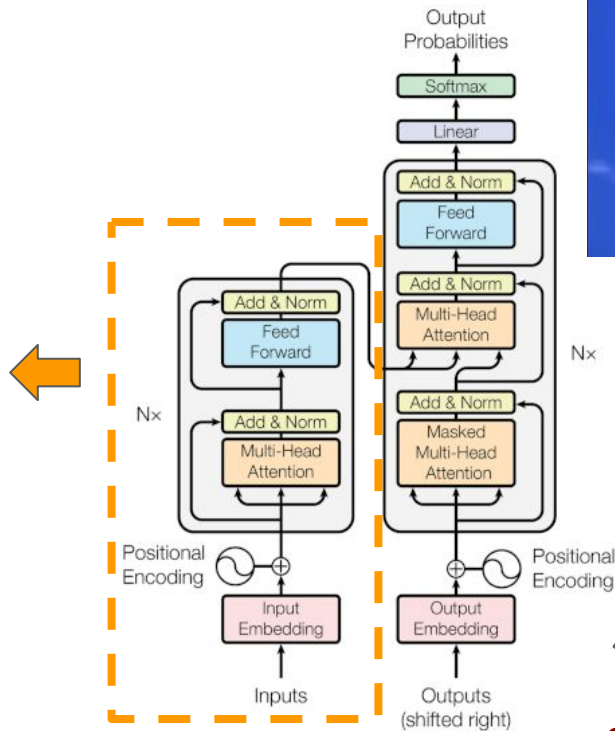 Output
Probabilities
Softmax
Linear
Add & Norm
Feed
Forward
Add & Norm
Multi-Head
Attention
N×
Add & Norm
Masked
Multi-Head
Attention
Positional
Encoding
Output
Embedding
Outputs
(shifted right)
Add & Norm
Feed
Forward
N×
Add & Norm
Multi-Head
Attention
Positional
Encoding
Input
Embedding
Inputs